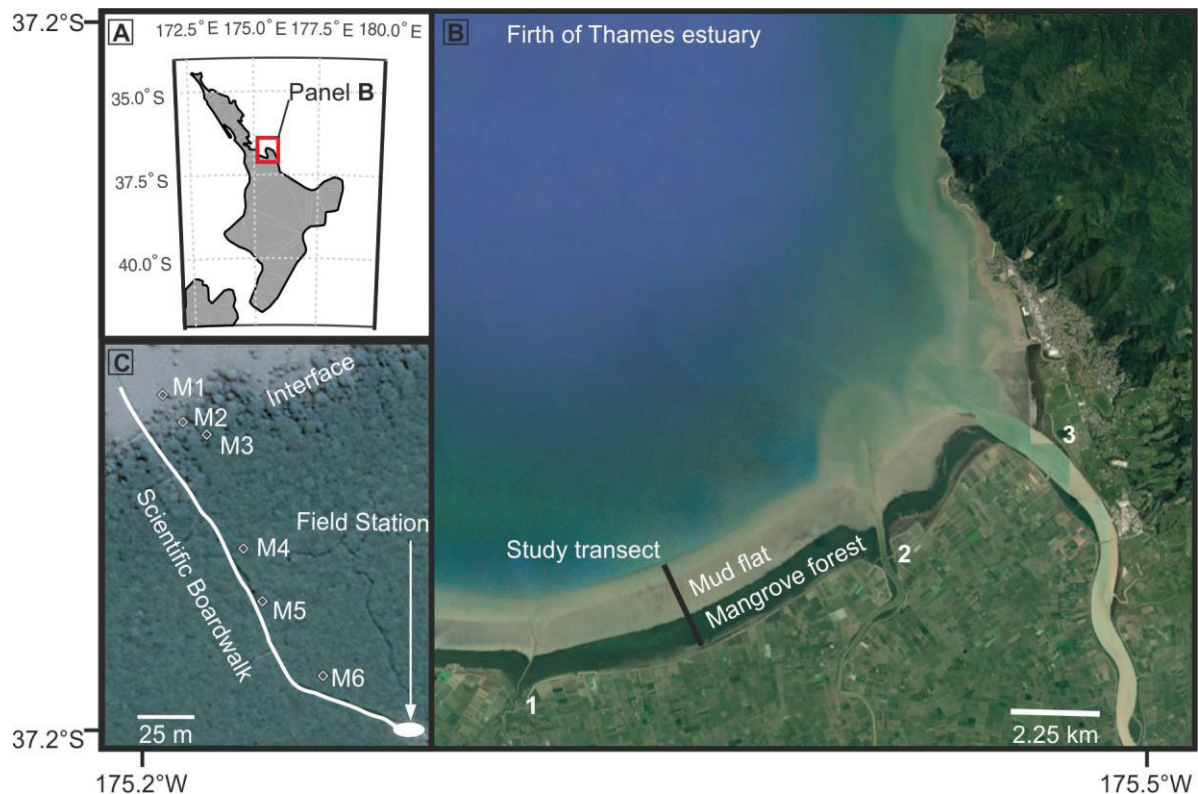 37.2°S
A
172.5° E 175.0° E 177.5° E 180.0° E
35.0°S
37.5°S
40.0°S
Panel B
B
Firth of Thames estuary
Study transect
Mud flat
Mangrove forest
1
2
3
2.25 km
C
M1
M2
M3
M4
M5
M6
Interface
Scientific Boardwalk
Field Station
25 m
37.2°S
175.2°W
175.5°W